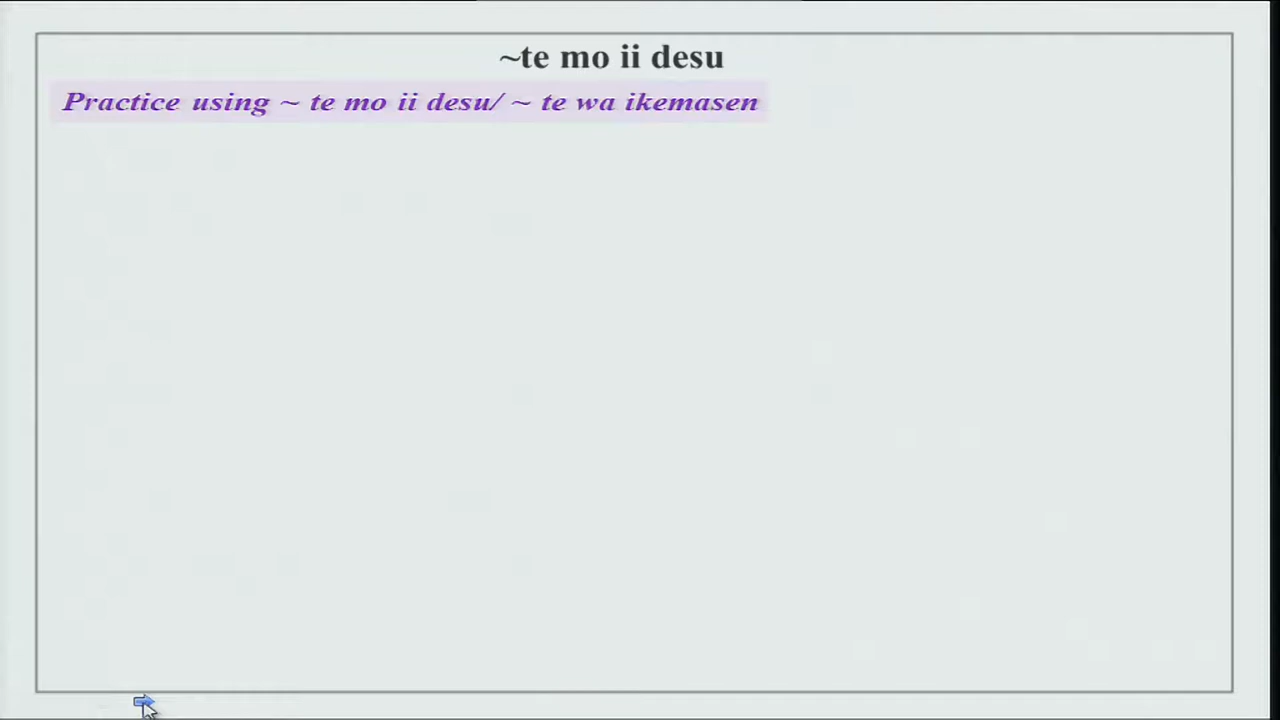 ~te mo ii desu
Practice using ~ te mo ii desu/ ~ te wa ikemasen